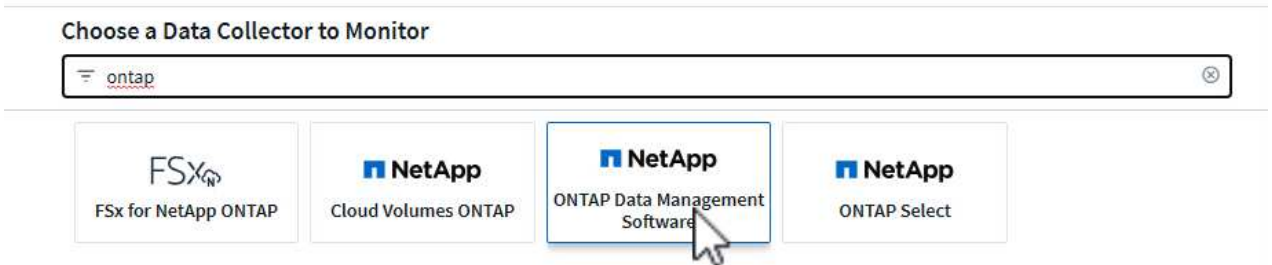 Choose a Data Collector to Monitor
ontap
FSxN
FSx for NetApp ONTAP
NetApp
Cloud Volumes ONTAP
NetApp
ONTAP Data Management
Software
NetApp
ONTAP Select